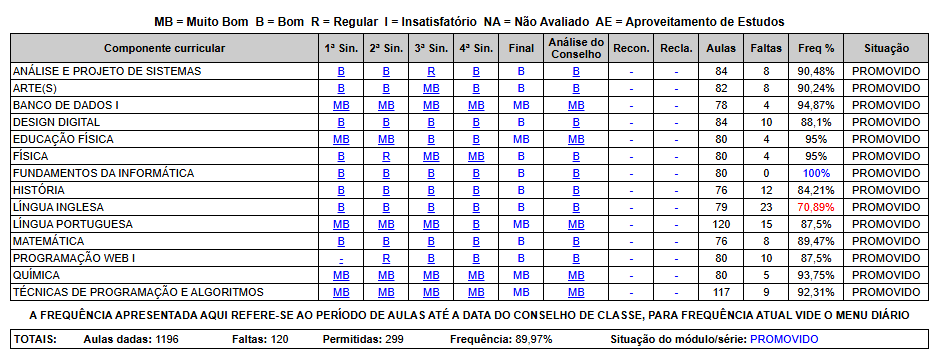 MB = Muito Bom B = Bom R = Regular I = Insatisfatório NA = Não Avaliado AE = Aproveitamento de Estudos
Componente curricular 1ª Sin. 2ª Sin. 3ª Sin. 4ª Sin. Final Análise do Conselho Recon. Recla. Aulas Faltas Freq % Situação
ANÁLISE E PROJETO DE SISTEMAS B B R B B B - - 84 8 90,48% PROMOVIDO
ARTE(S) B B MB B B B - - 82 8 90,24% PROMOVIDO
BANCO DE DADOS I MB MB MB MB MB MB - - 78 4 94,87% PROMOVIDO
DESIGN DIGITAL B B B B B B - - 84 10 88,1% PROMOVIDO
EDUCAÇÃO FÍSICA MB MB B B MB MB - - 80 4 95% PROMOVIDO
FÍSICA B R MB MB B B - - 80 4 95% PROMOVIDO
FUNDAMENTOS DA INFORMÁTICA B B B B B B - - 80 0 100% PROMOVIDO
HISTÓRIA B B B B B B - - 76 12 84,21% PROMOVIDO
LÍNGUA INGLESA B B B B B B - - 79 23 70,89% PROMOVIDO
LÍNGUA PORTUGUESA MB MB B MB MB MB - - 120 15 87,5% PROMOVIDO
MATEMÁTICA B B B B B B - - 76 8 89,47% PROMOVIDO
PROGRAMAÇÃO WEB I - R B B B B - - 80 10 87,5% PROMOVIDO
QUÍMICA MB MB MB MB MB MB - - 80 5 93,75% PROMOVIDO
TÉCNICAS DE PROGRAMAÇÃO E ALGORITMOS MB MB MB MB MB MB - - 117 9 92,31% PROMOVIDO
A FREQUÊNCIA APRESENTADA AQUI REFERE-SE AO PERÍODO DE AULAS ATÉ A DATA DO CONSELHO DE CLASSE, PARA FREQUÊNCIA ATUAL VIDE O MENU DIÁRIO
TOTAIS: Aulas dadas: 1196 Faltas: 120 Permitidas: 299 Frequência: 89,97% Situação do módulo/série: PROMOVIDO